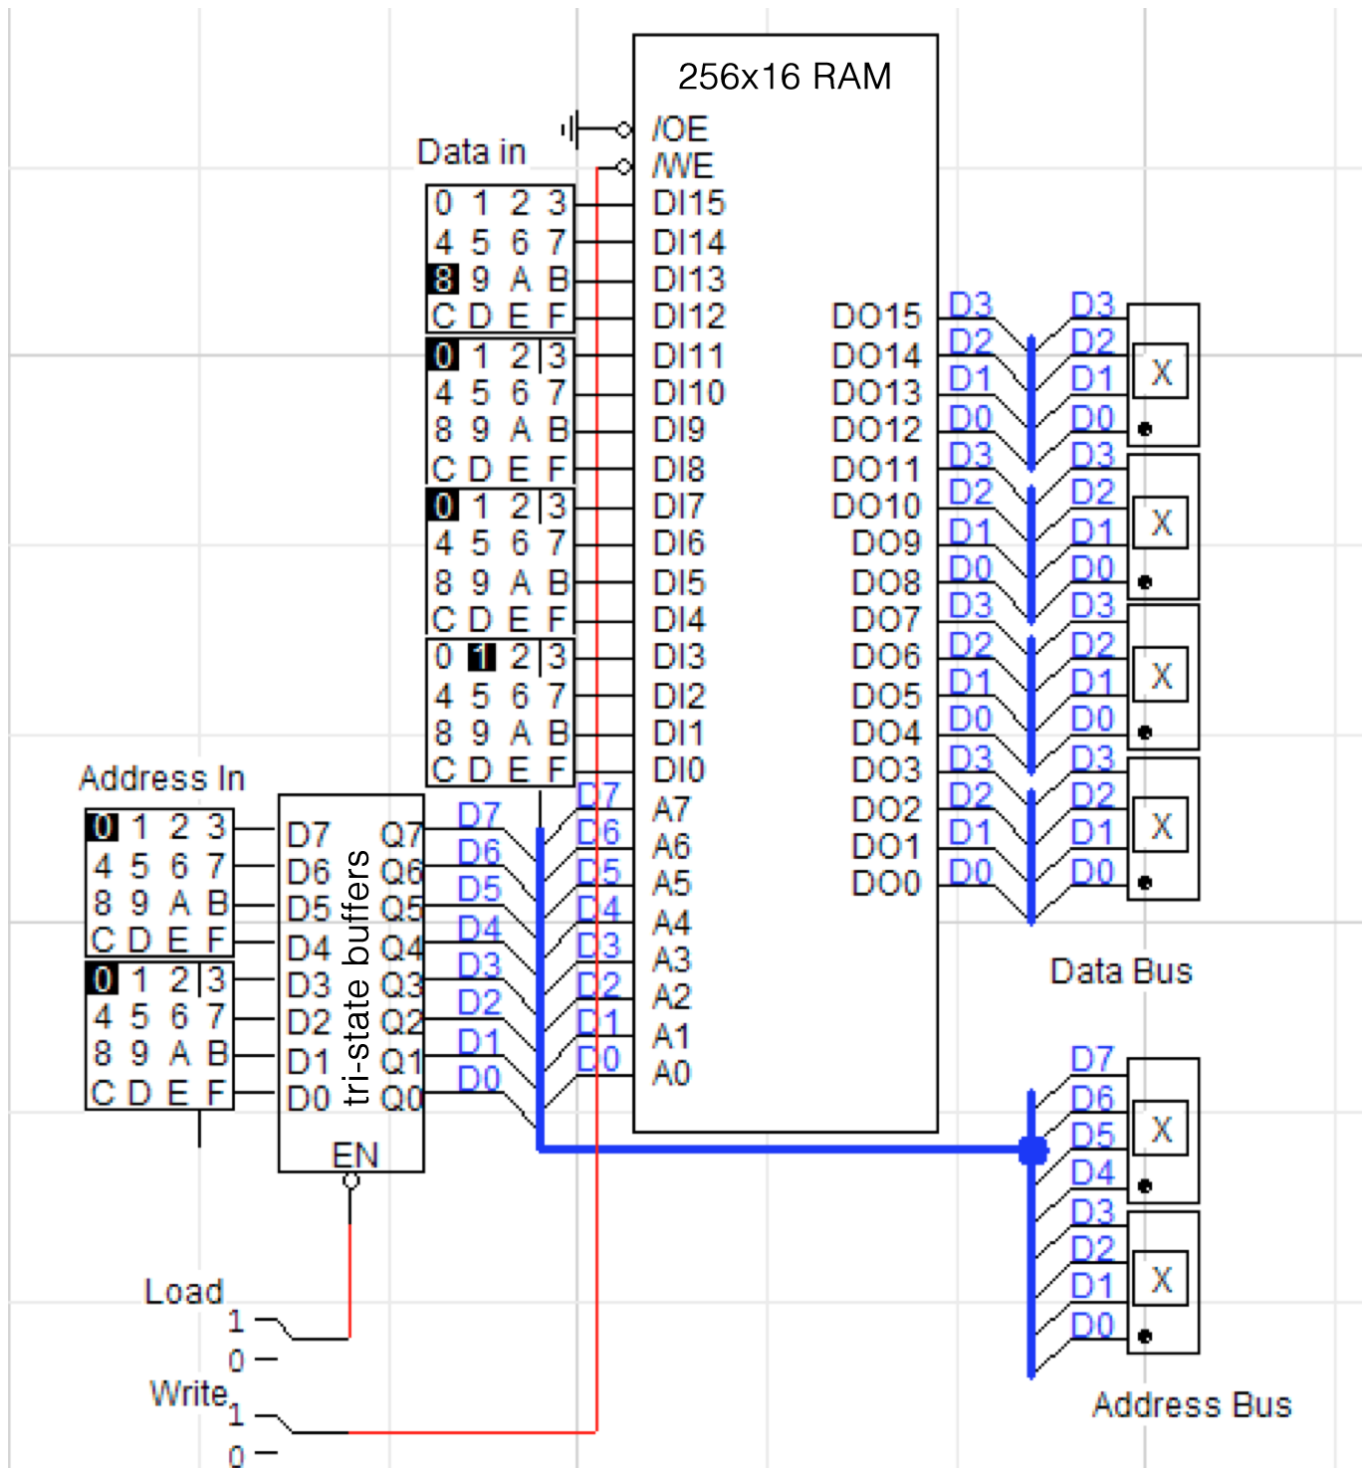 256x16 RAM
/OE
Data in
/WE
0 1 2 3 DI15
4 5 6 7 DI14
8 9 A B DI13
C D E F DI12 DO15 D3 D3
0 1 2 3 DI11 DO14 D2 D2 X
4 5 6 7 DI10 DO13 D1 D1
8 9 A B DI9 DO12 D0 D0
C D E F DI8 DO11 D3 D3
0 1 2 3 DI7 DO10 D2 D2 X
4 5 6 7 DI6 DO9 D1 D1
8 9 A B DI5 DO8 D0 D0
C D E F DI4 DO7 D3 D3
0 1 2 3 DI3 DO6 D2 D2 X
4 5 6 7 DI2 DO5 D1 D1
8 9 A B DI1 DO4 D0 D0
C D E F DI0 DO3 D3 D3
Address In
D7 D7 A7 DO2 D2 D2 X
0 1 2 3 D7 Q7 D6 D6 A6 DO1 D1 D1
4 5 6 7 D6 Q6 D5 D5 A5 DO0 D0 D0
8 9 A B D5 Q5 D4 D4 A4
C D E F D4 Q4 D3 D3 A3
Data Bus
0 1 2 3 D3 Q3 D2 D2 A2
4 5 6 7 D2 Q2 D1 D1 A1
8 9 A B D1 Q1 D0 D0 A0
C D E F D0 Q0
tri-state buffers
EN
D7
D6
X
D5
D4
D3
D2
X
D1
D0
Load
1
0
Write
1
0
Address Bus